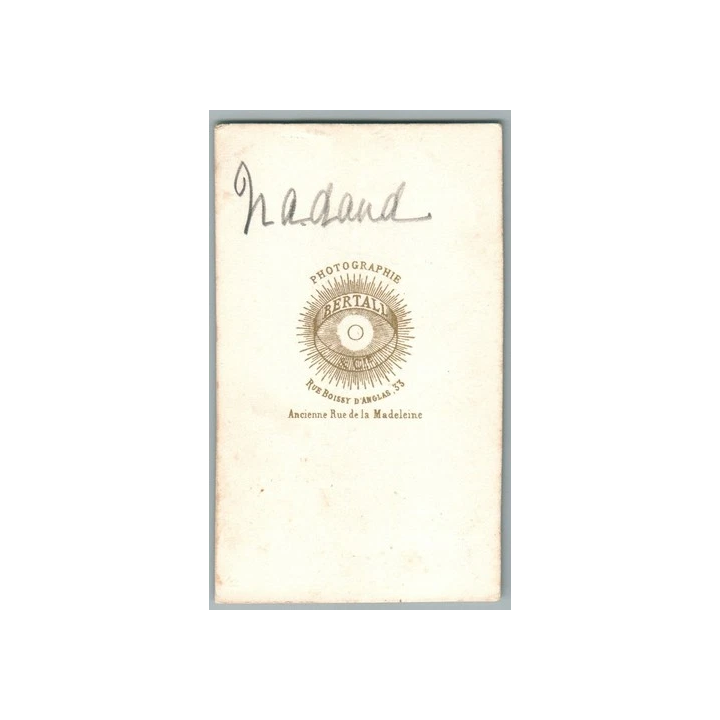 Nadaud
PHOTOGRAPHIE
BERTALL
& Cie
RUE BOISSY D'ANGLAS, 33
Ancienne Rue de la Madeleine